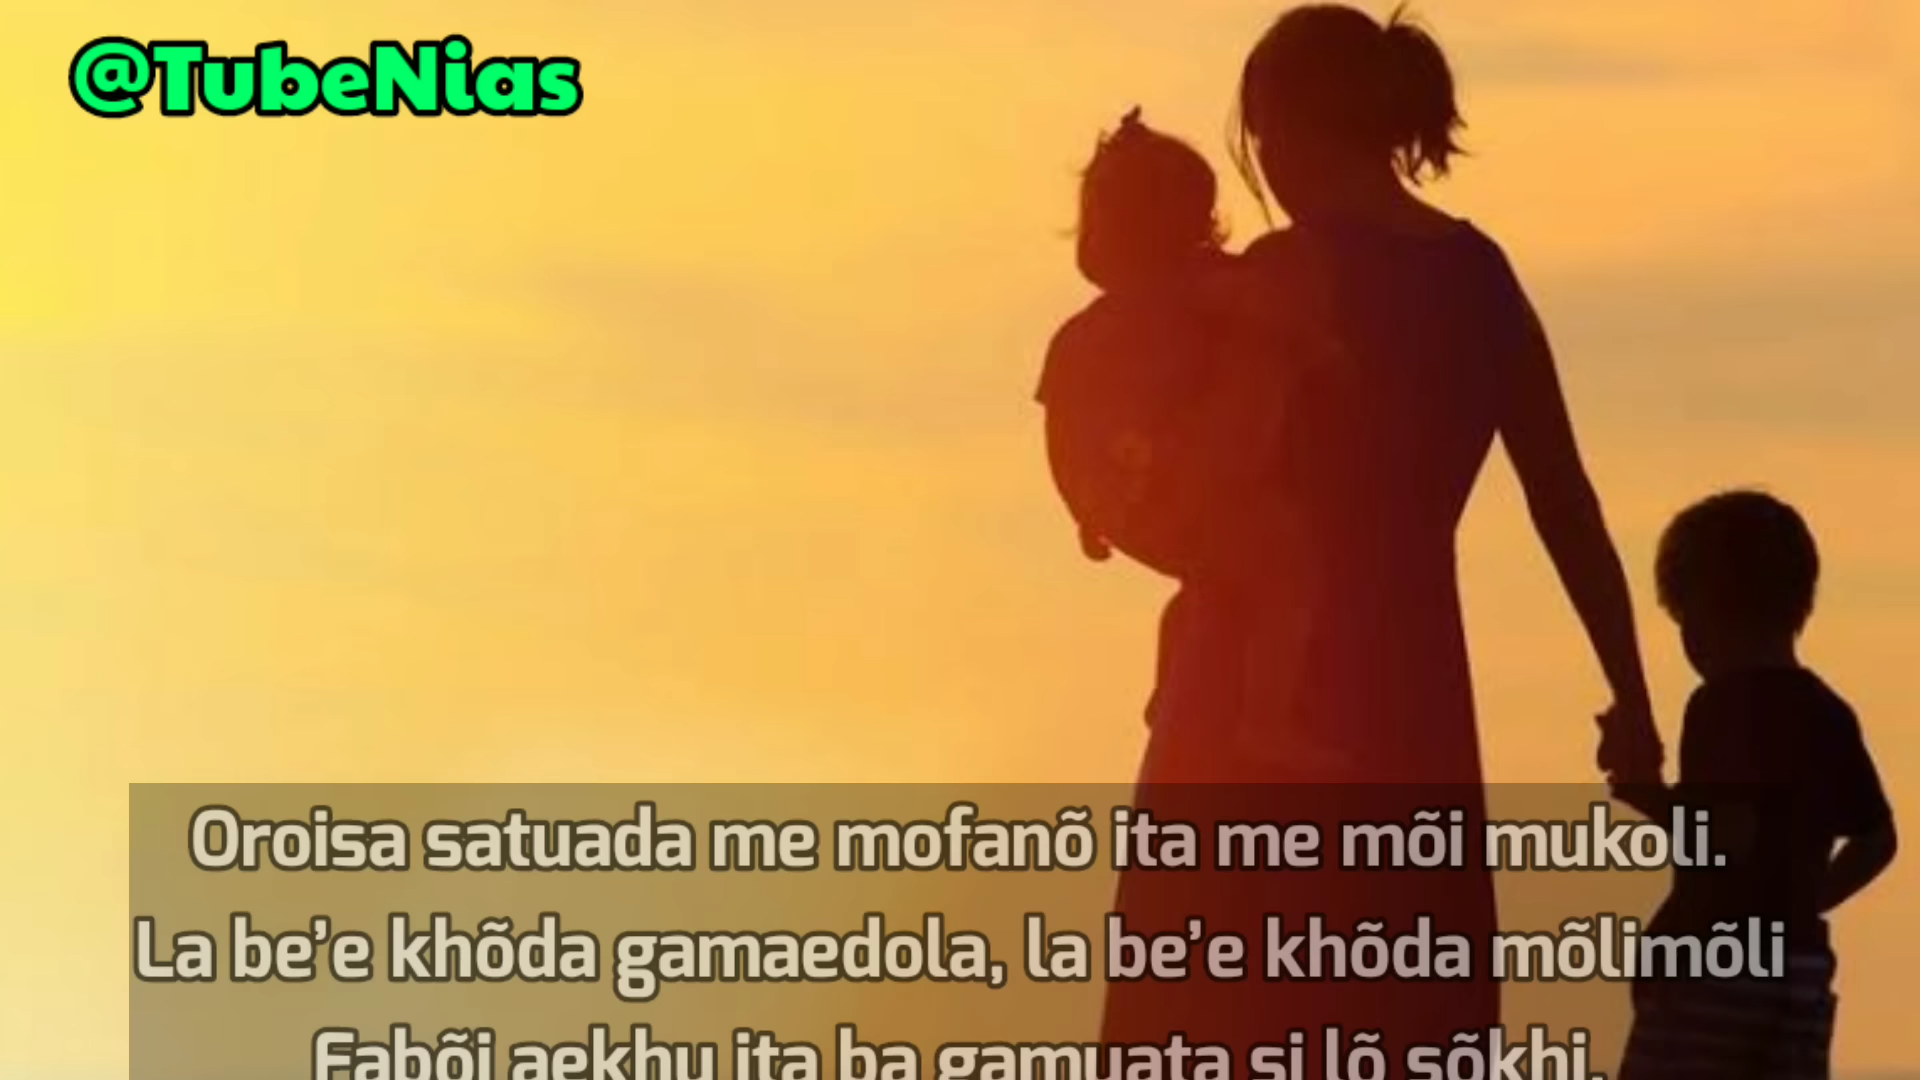 @TubeNias
Oroisa satuada me mofanõ ita me mõi mukoli.
La be’e khõda gamaedola, la be’e khõda mõlimõli
Fabõi aekhu ita ba gamuata si lõ sõkhi.